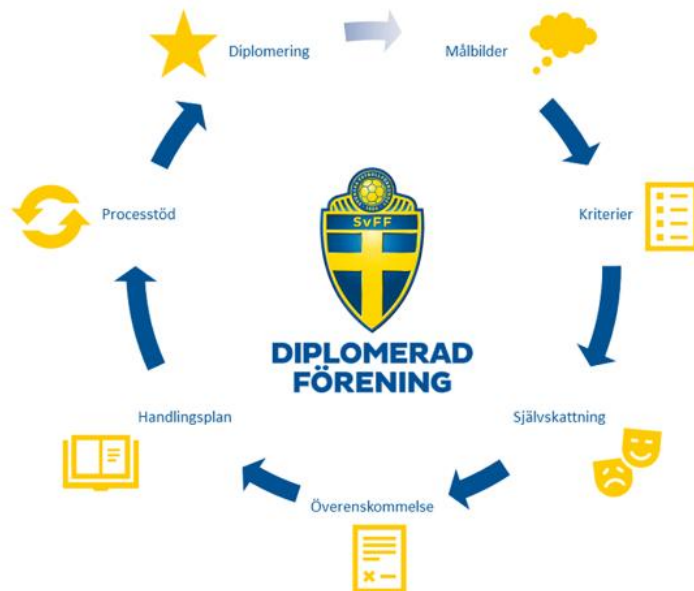 Diplomering
Målbilder
Processtöd
Kriterier
SvFF
DIPLOMERAD
FÖRENING
Handlingsplan
Självskattning
Överenskommelse